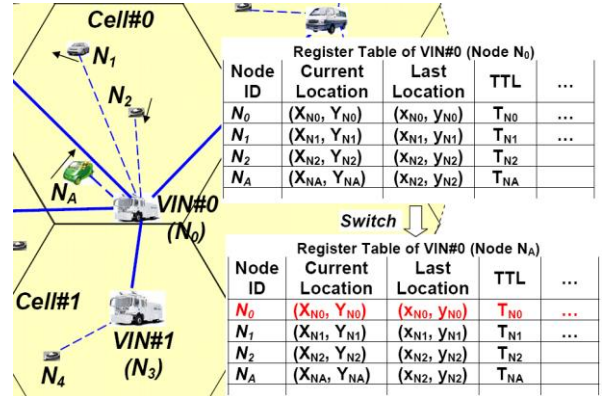 Cell#0
N1
N2
NA
VIN#0
(N0)
Cell#1
VIN#1
(N3)
N4
Register Table of VIN#0 (Node N0)
Node ID Current Location Last Location TTL ...
N0 (XN0, YN0) (xN0, yN0) TN0 ...
N1 (XN1, YN1) (xN1, yN1) TN1 ...
N2 (XN2, YN2) (xN2, yN2) TN2
NA (XNA, YNA) (xN2, yN2) TNA
Switch
Register Table of VIN#0 (Node NA)
Node ID Current Location Last Location TTL ...
N0 (XN0, YN0) (xN0, yN0) TN0 ...
N1 (XN1, YN1) (xN1, yN1) TN1 ...
N2 (XN2, YN2) (xN2, yN2) TN2
NA (XNA, YNA) (xN2, yN2) TNA